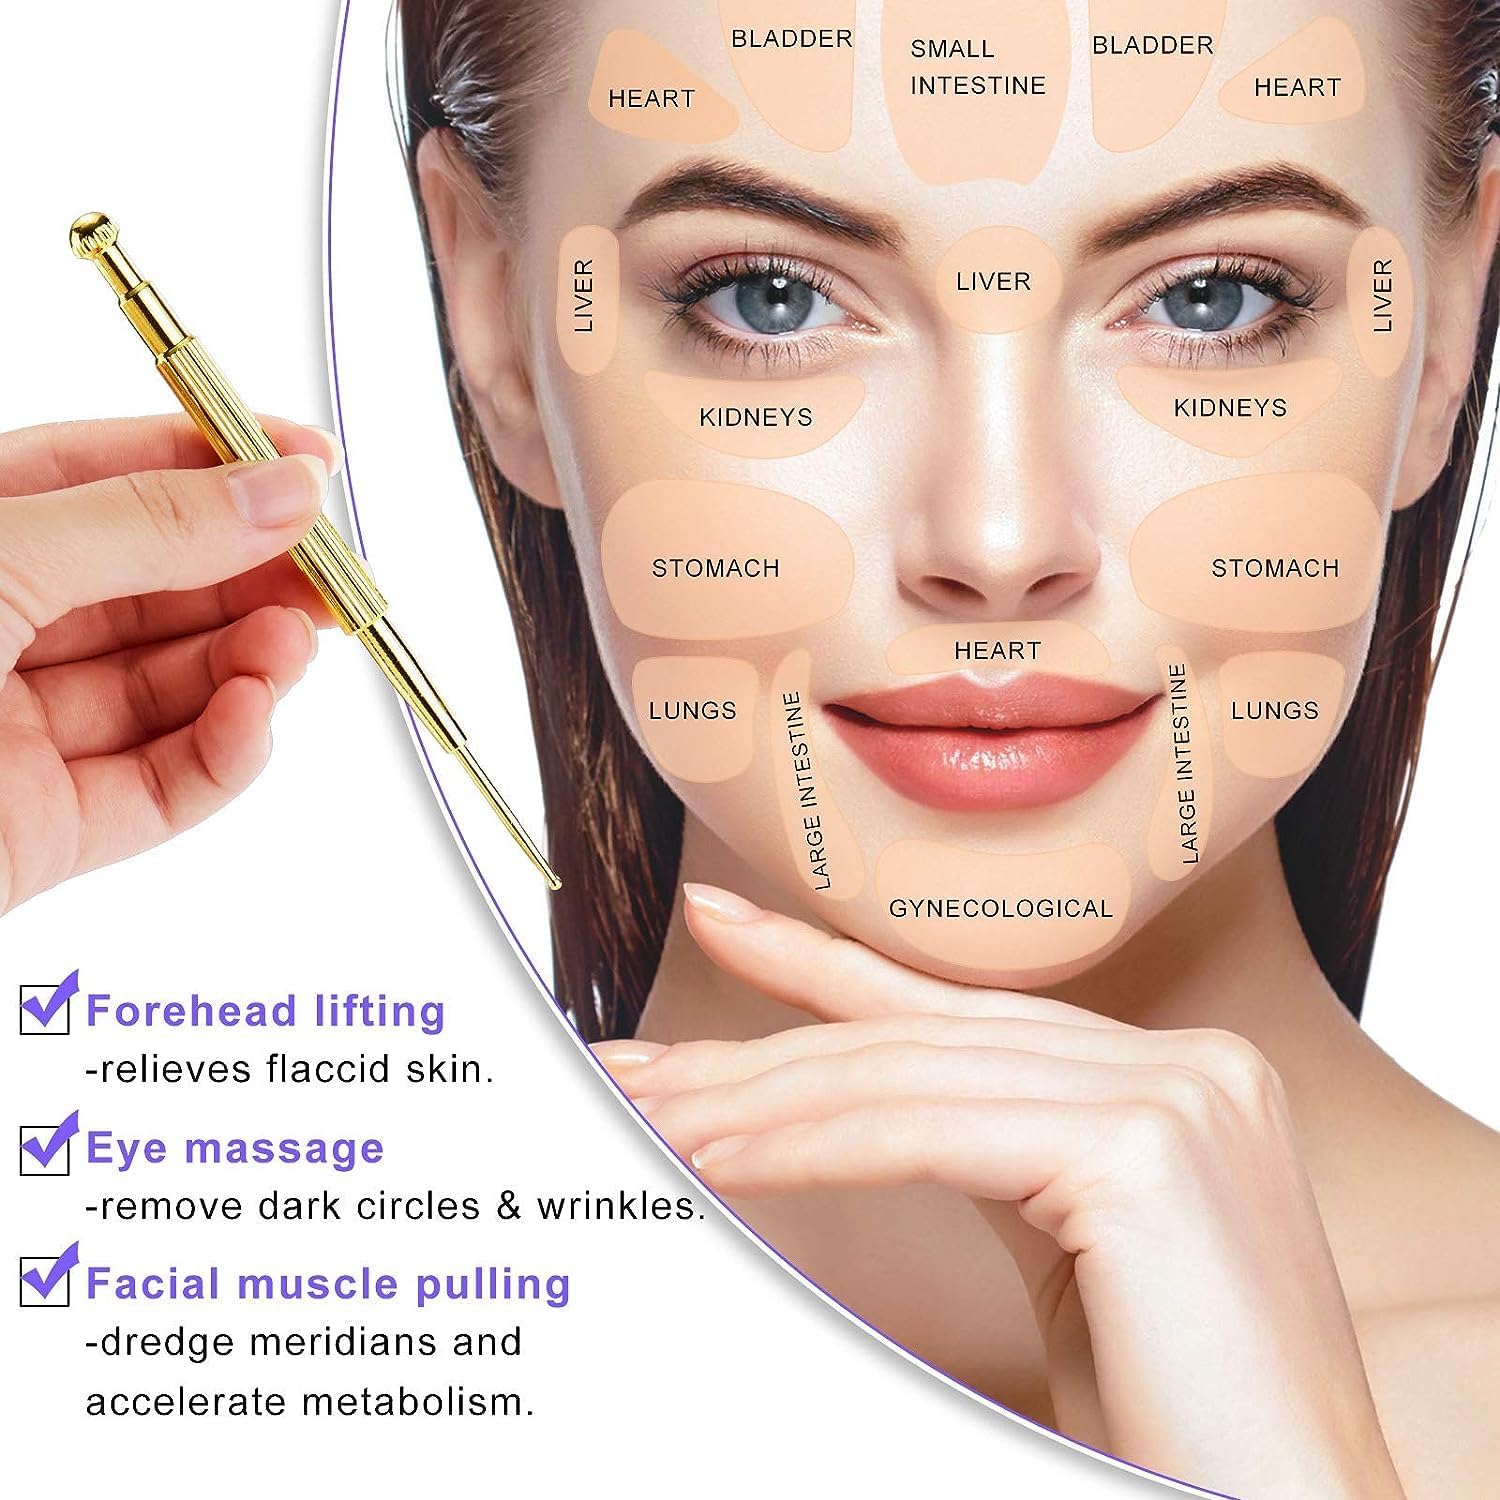 BLADDER
SMALL
INTESTINE
BLADDER
HEART
HEART
LIVER
LIVER
LIVER
KIDNEYS
KIDNEYS
STOMACH
STOMACH
HEART
LUNGS
LARGE INTESTINE
LARGE INTESTINE
LUNGS
GYNECOLOGICAL
Forehead lifting
-relieves flaccid skin.
Eye massage
-remove dark circles & wrinkles.
Facial muscle pulling
-dredge meridians and
accelerate metabolism.